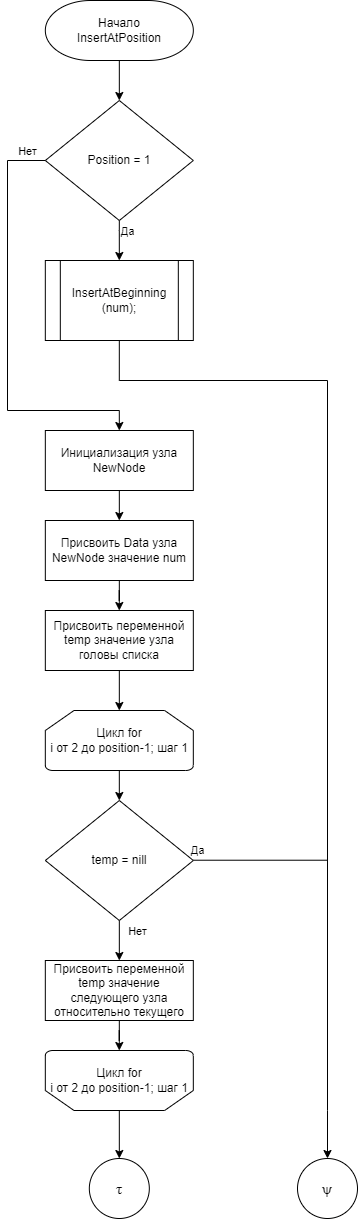 Начало
InsertAtPosition
Position = 1
Нет
Да
InsertAtBeginning
(num);
Инициализация узла
NewNode
Присвоить Data узла
NewNode значение num
Присвоить переменной
temp значение узла
головы списка
Цикл for
i от 2 до position-1; шаг 1
temp = nill
Да
Нет
Присвоить переменной
temp значение
следующего узла
относительно текущего
Цикл for
i от 2 до position-1; шаг 1
τ
ψ